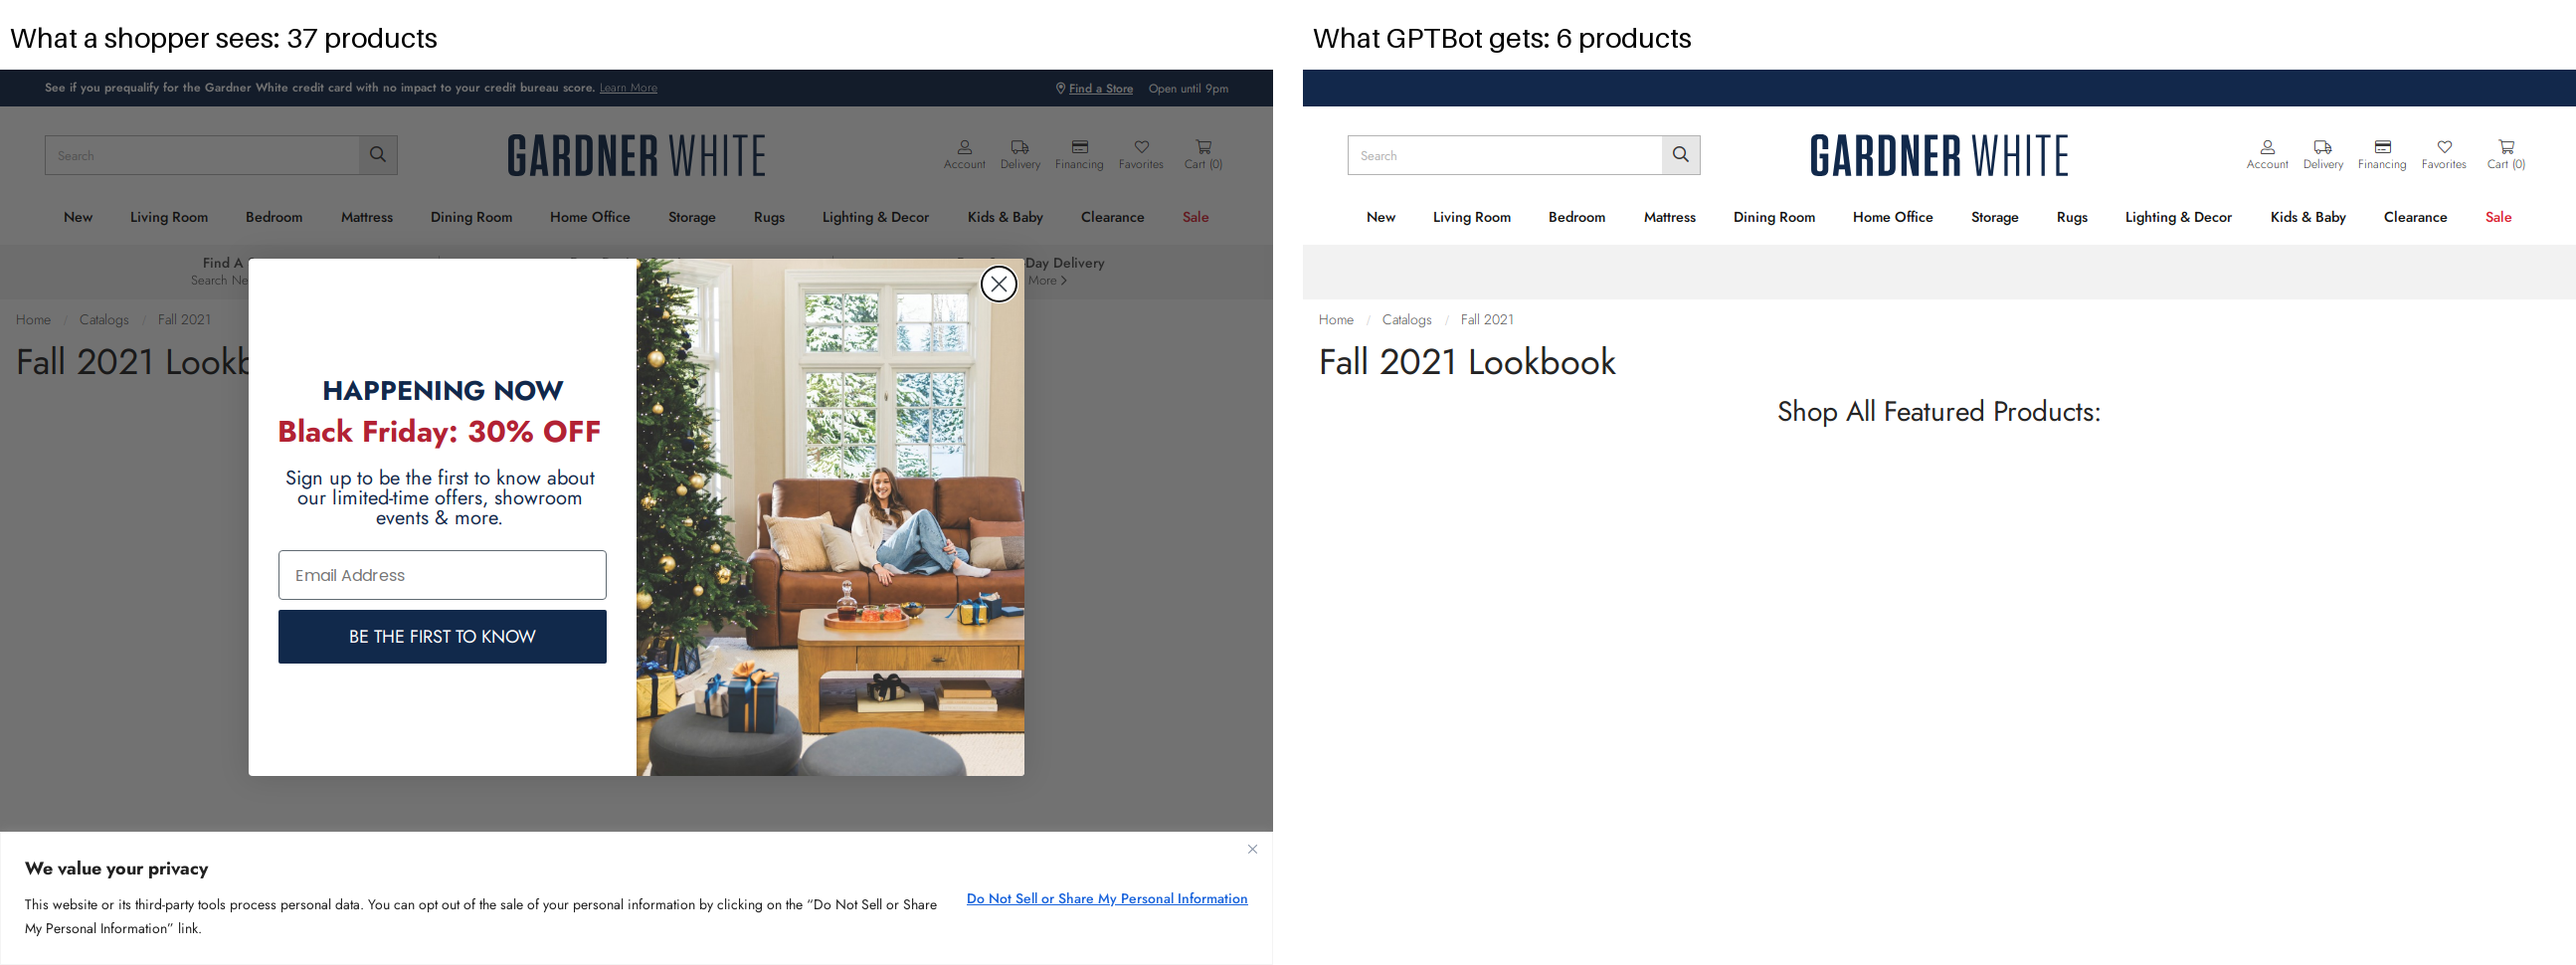 What a shopper sees: 37 products
See if you prequalify for the Gardner White credit card with no impact to your credit bureau score. Learn More
Find a Store
Open until 9pm
Search
GARDNER WHITE
Account
Delivery
Financing
Favorites
Cart (0)
New
Living Room
Bedroom
Mattress
Dining Room
Home Office
Storage
Rugs
Lighting & Decor
Kids & Baby
Clearance
Sale
Find A
Day Delivery
Search
More
Home / Catalogs / Fall 2021
Fall 2021
HAPPENING NOW
Black Friday: 30% OFF
Sign up to be the first to know about
our limited-time offers, showroom
events & more.
Email Address
BE THE FIRST TO KNOW
We value your privacy
This website or its third-party tools process personal data. You can opt out of the sale of your personal information by clicking on the “Do Not Sell or Share
My Personal Information” link.
Do Not Sell or Share My Personal Information
What GPTBot gets: 6 products
Search
GARDNER WHITE
Account
Delivery
Financing
Favorites
Cart (0)
New
Living Room
Bedroom
Mattress
Dining Room
Home Office
Storage
Rugs
Lighting & Decor
Kids & Baby
Clearance
Sale
Home / Catalogs / Fall 2021
Fall 2021 Lookbook
Shop All Featured Products: